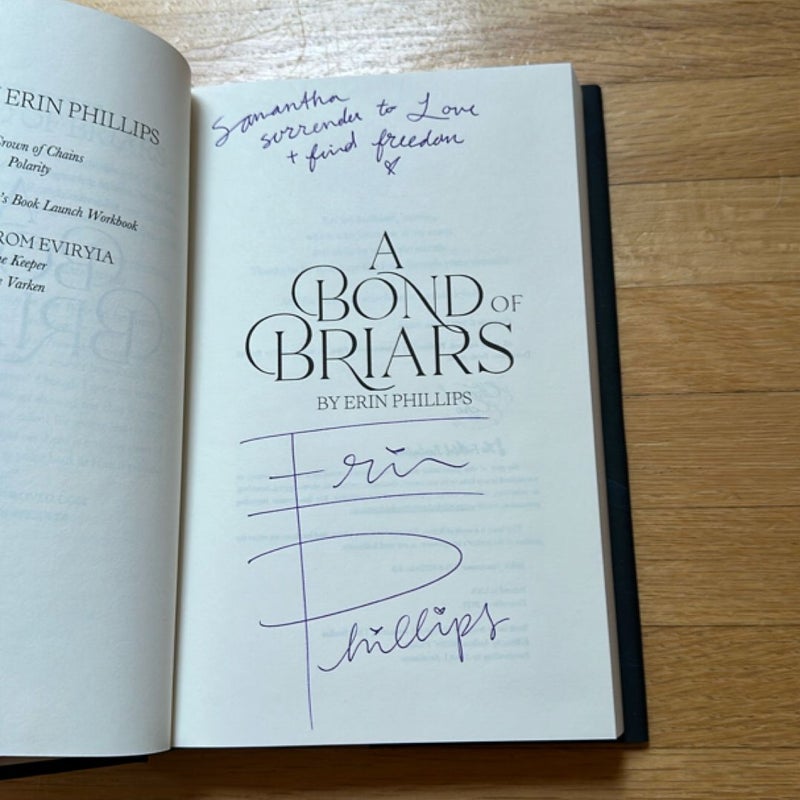 ERIN PHILLIPS
Crown of Chains
Polarity
's Book Launch Workbook
ROM EVIRYIA
Keeper
Varken
Samantha
surrender to Love
+ find freedom
A
BOND OF
BRIARS
BY ERIN PHILLIPS
Erin
Phillips